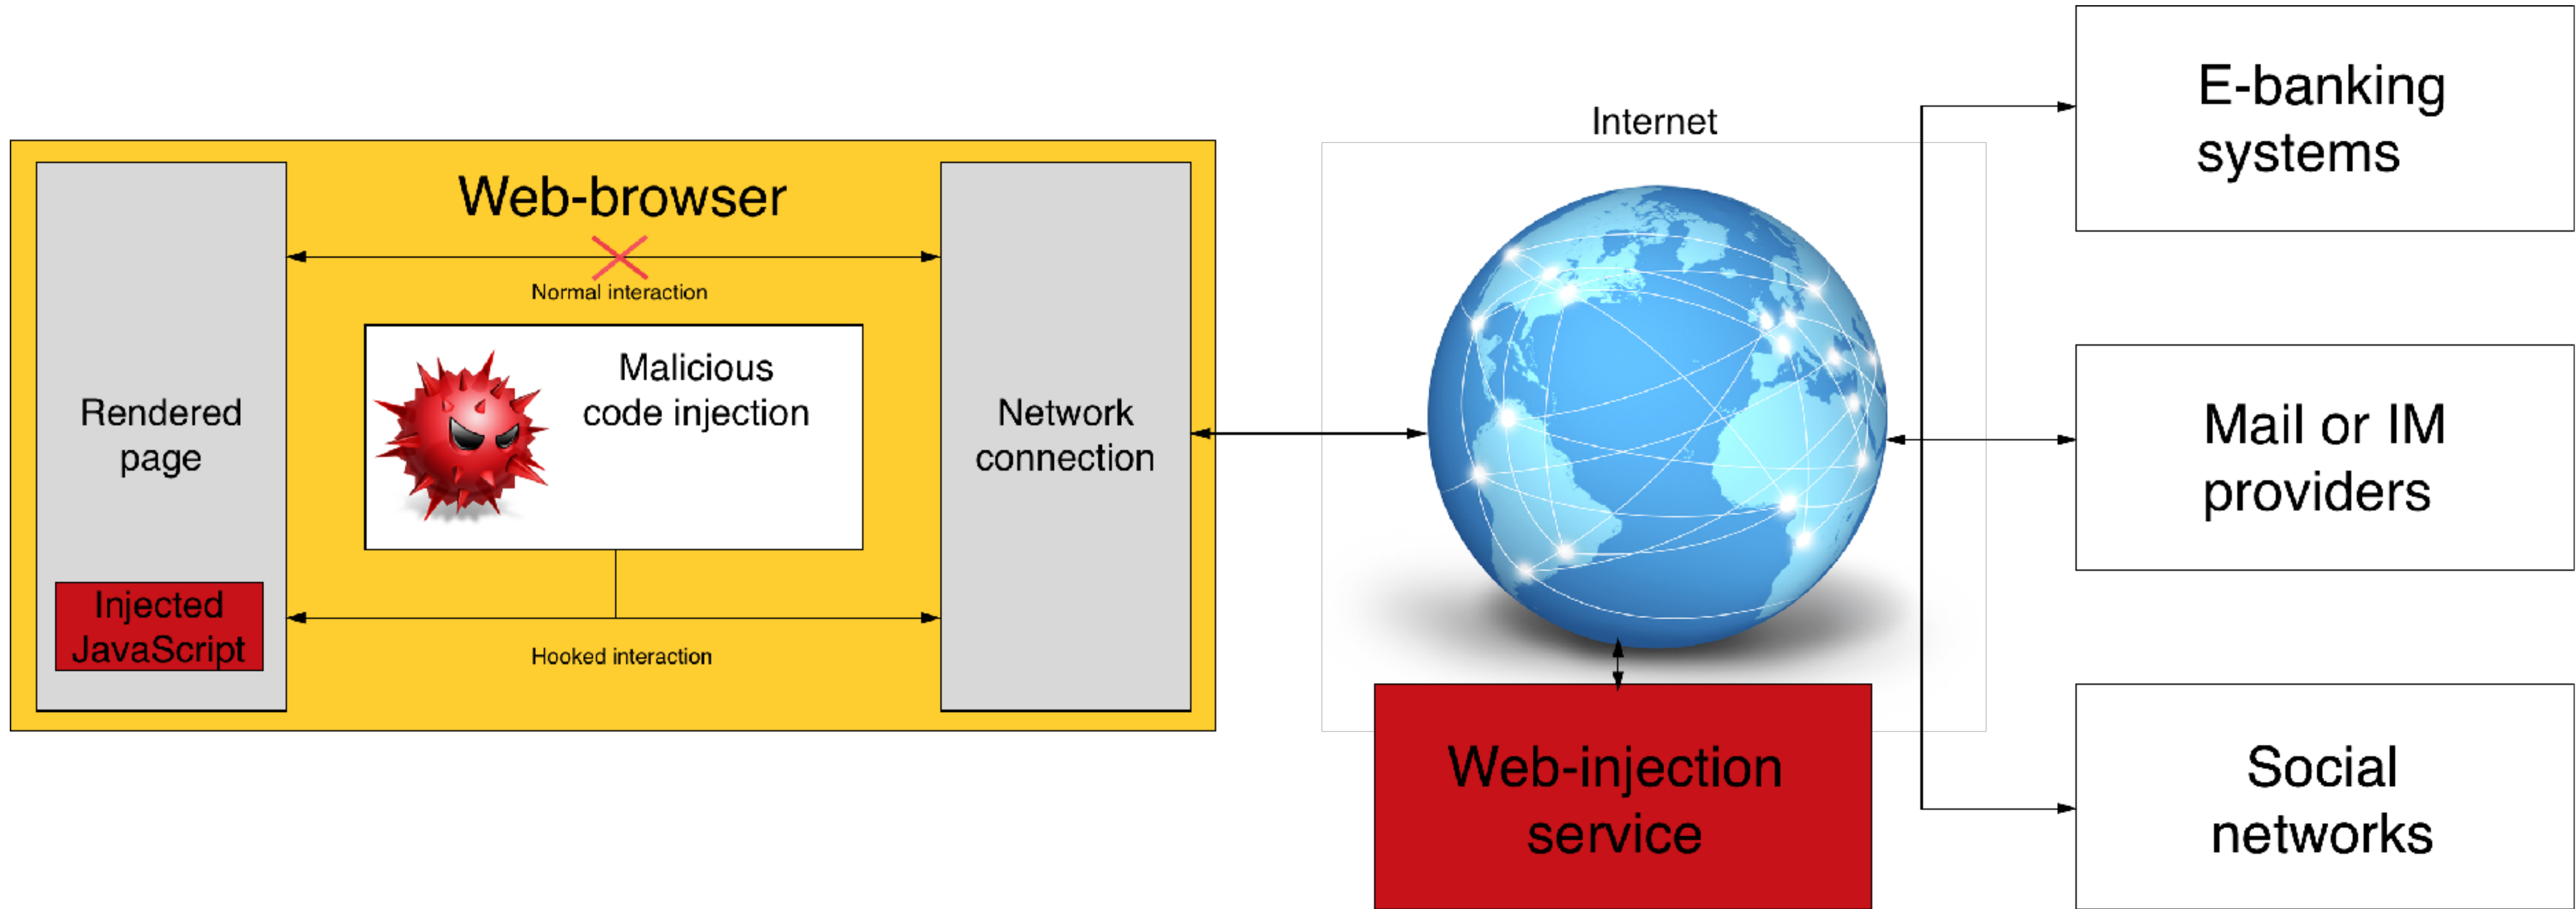 Web-browser
Normal interaction
Malicious
code injection
Rendered
page
Injected
JavaScript
Hooked interaction
Network
connection
Internet
Web-injection
service
E-banking
systems
Mail or IM
providers
Social
networks